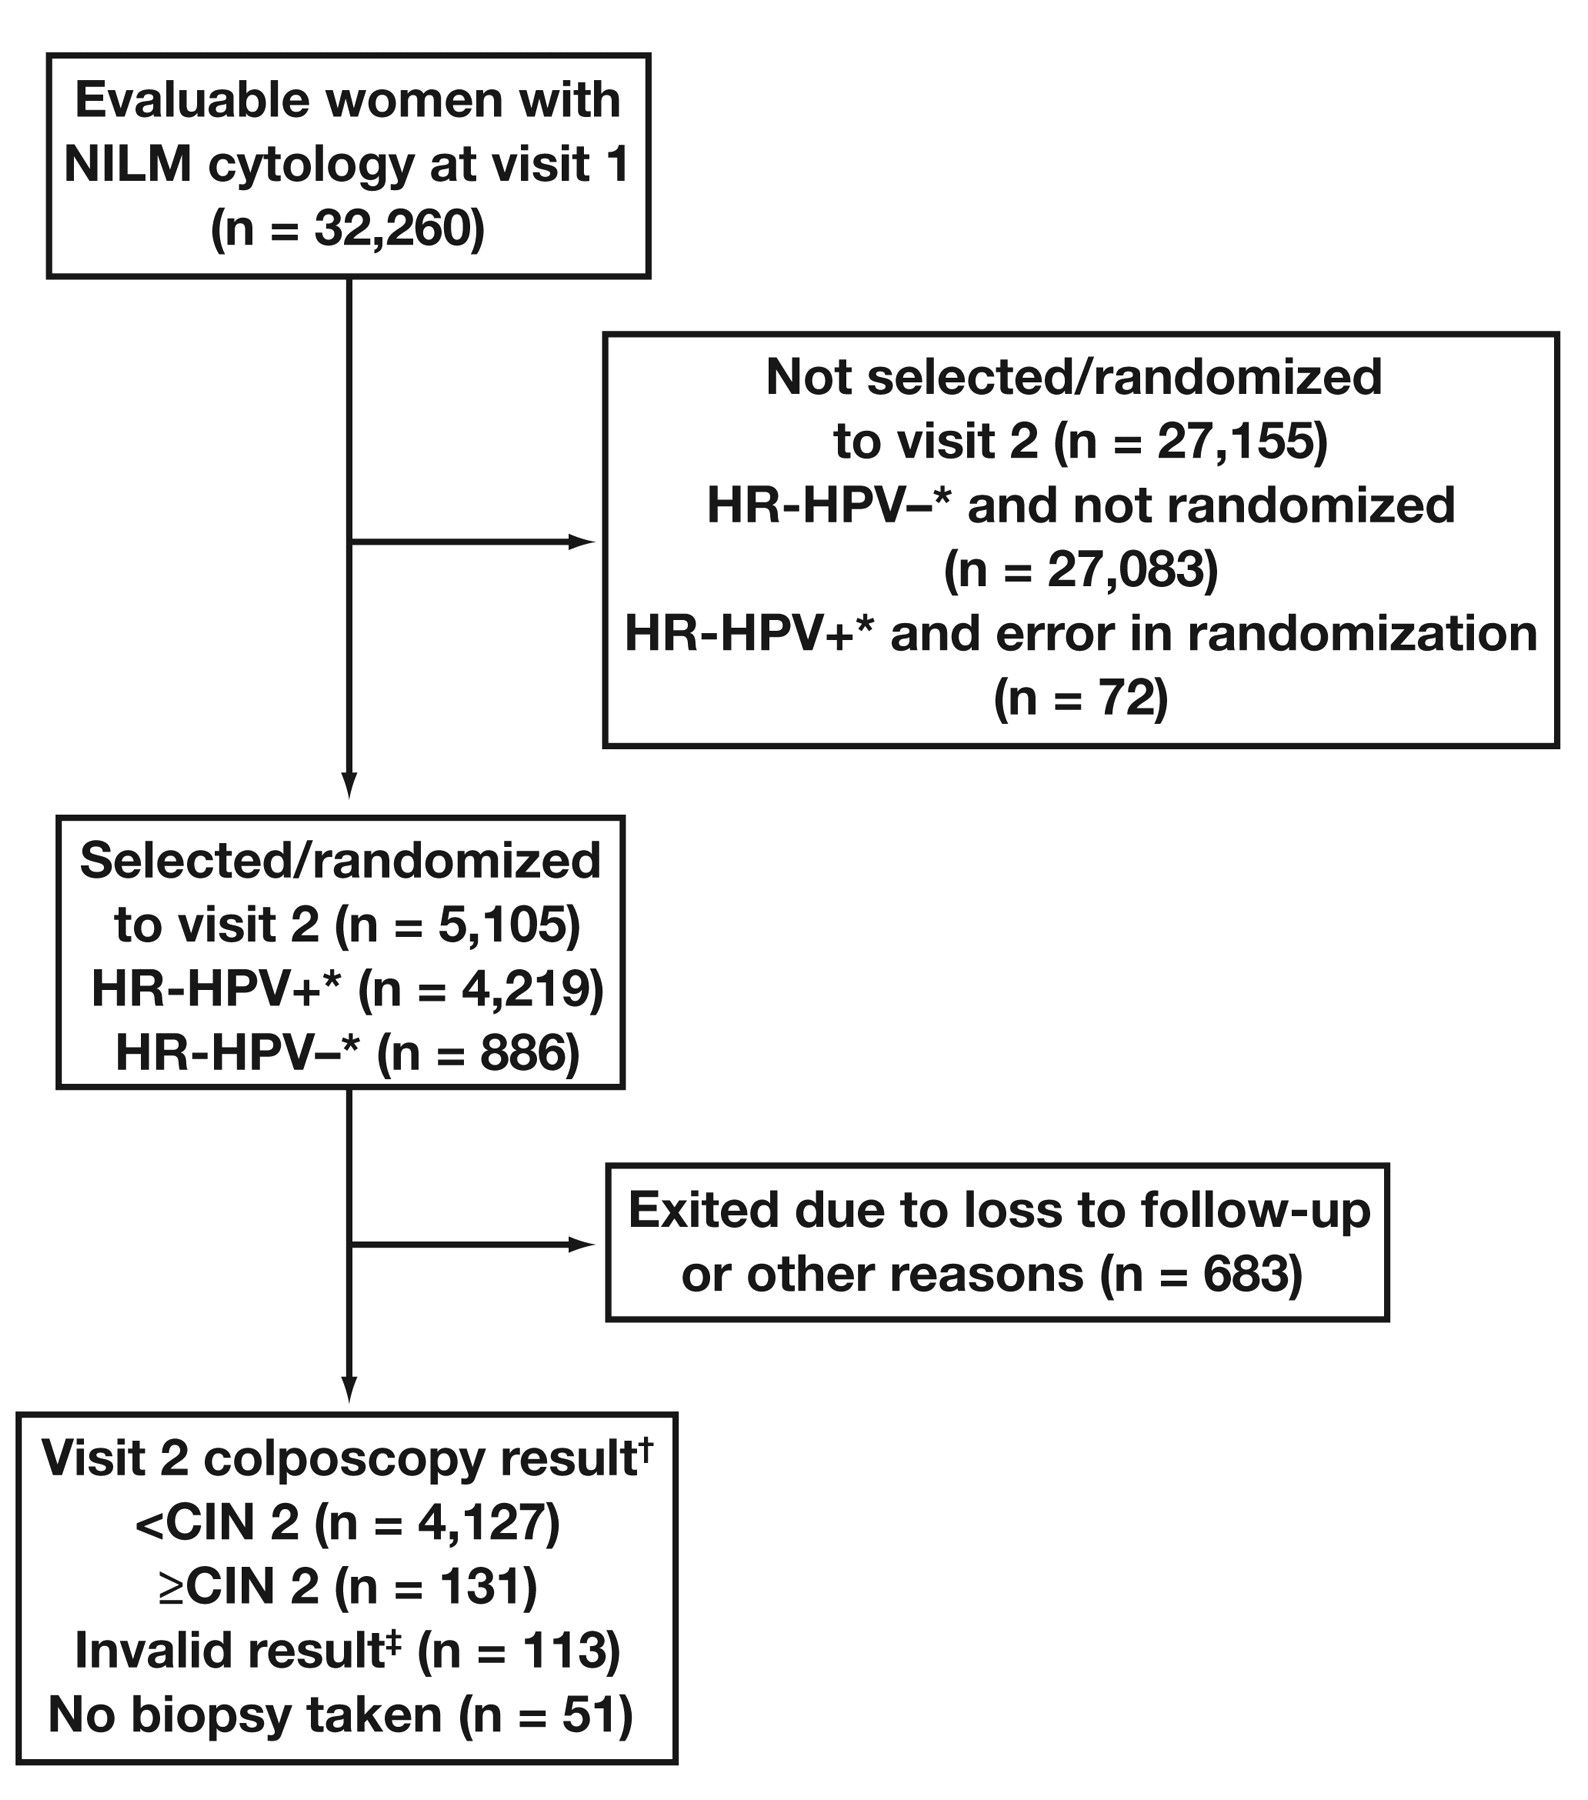 Evaluable women with
NILM cytology at visit 1
(n = 32,260)
Not selected/randomized
to visit 2 (n = 27,155)
HR-HPV–* and not randomized
(n = 27,083)
HR-HPV+* and error in randomization
(n = 72)
Selected/randomized
to visit 2 (n = 5,105)
HR-HPV+* (n = 4,219)
HR-HPV–* (n = 886)
Exited due to loss to follow-up
or other reasons (n = 683)
Visit 2 colposcopy result†
<CIN 2 (n = 4,127)
≥CIN 2 (n = 131)
Invalid result‡ (n = 113)
No biopsy taken (n = 51)